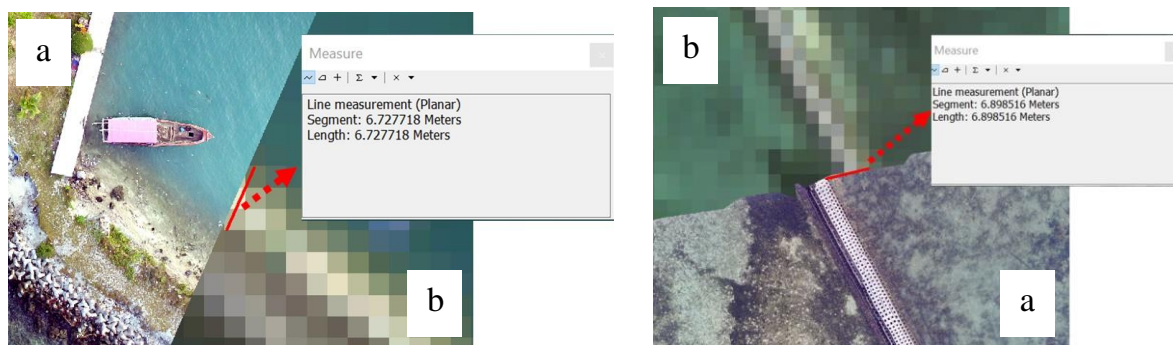 a
Measure
Σ
×
Line measurement (Planar)
Segment: 6.727718 Meters
Length: 6.727718 Meters
b
b
Measure
Σ
×
Line measurement (Planar)
Segment: 6.898516 Meters
Length: 6.898516 Meters
a